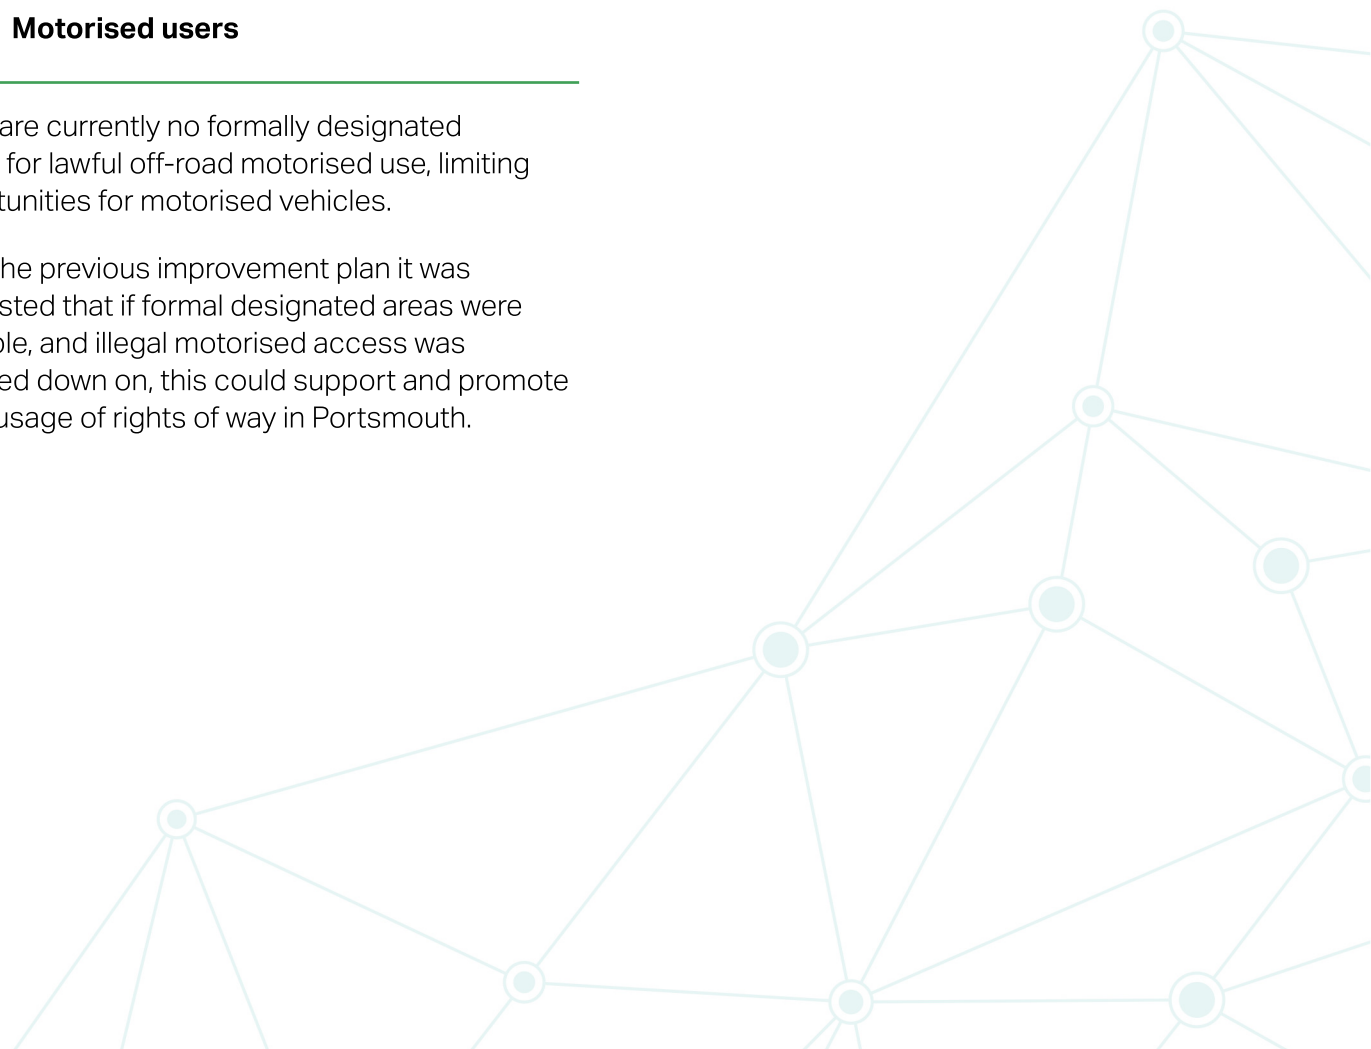 Motorised users
are currently no formally designated
for lawful off-road motorised use, limiting
tunities for motorised vehicles.
he previous improvement plan it was
sted that if formal designated areas were
ble, and illegal motorised access was
ed down on, this could support and promote
usage of rights of way in Portsmouth.